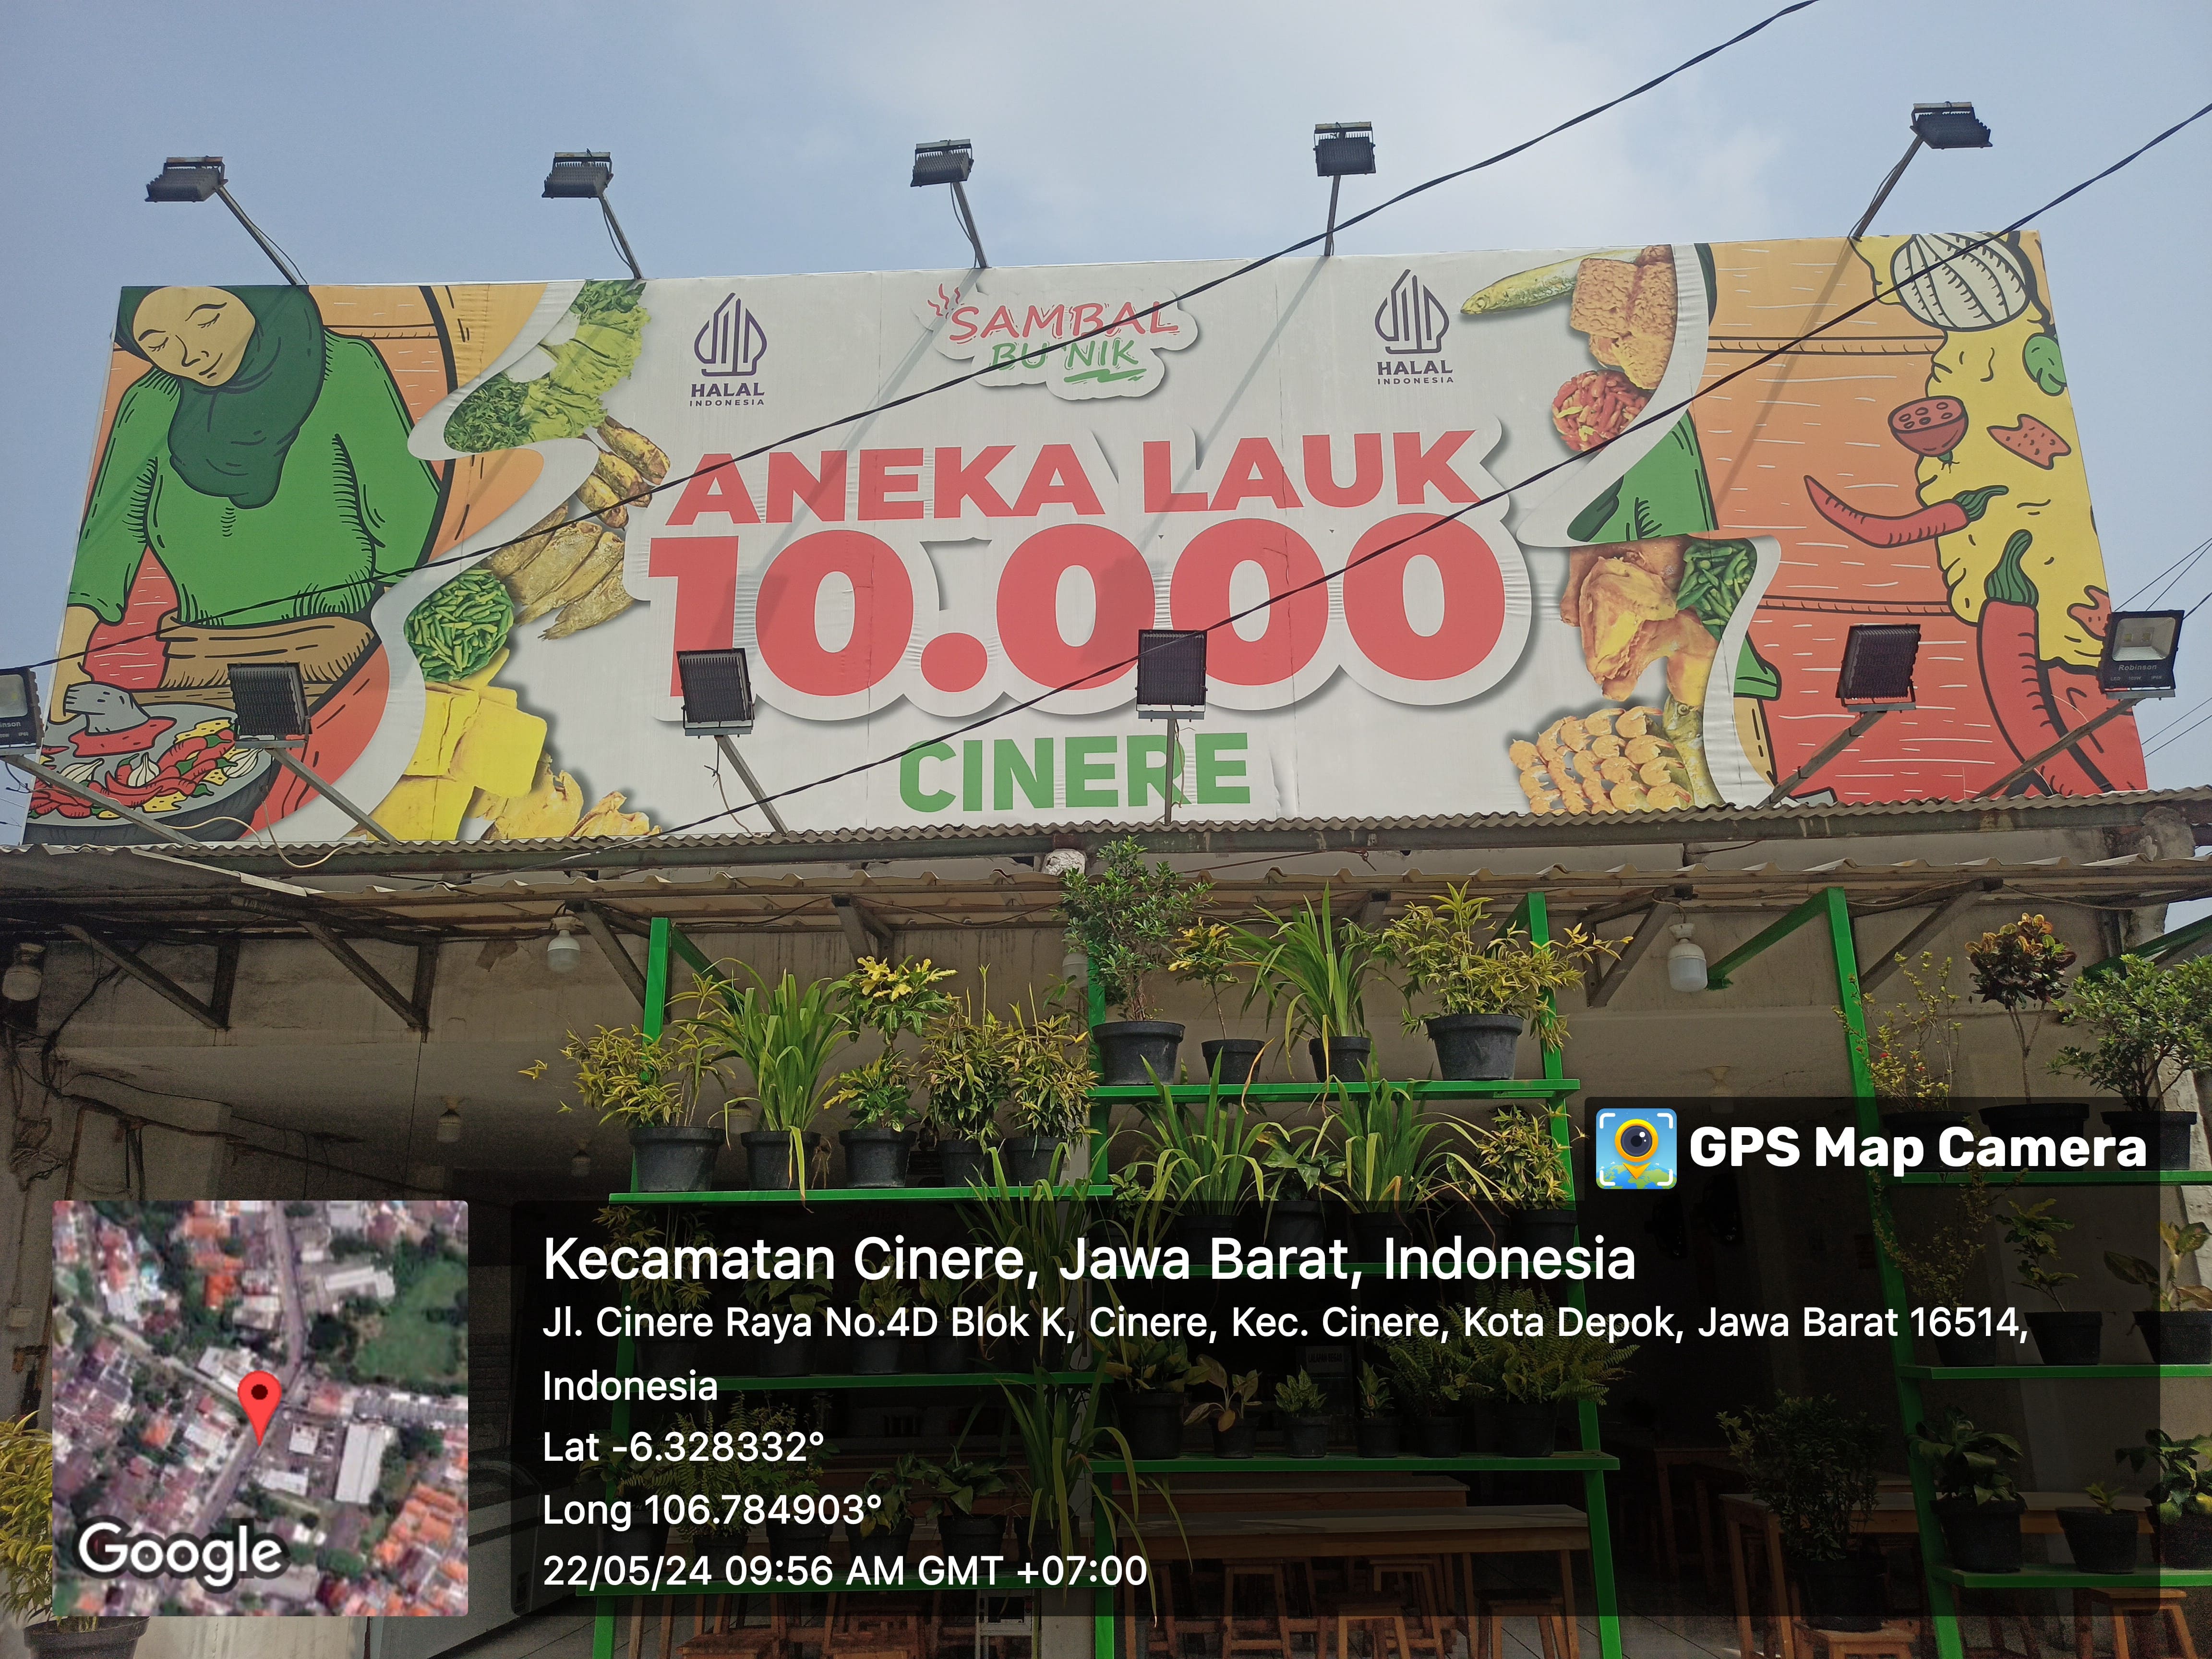 SAMBAL
BU NIK
HALAL
INDONESIA
HALAL
INDONESIA
ANEKA LAUK
10.000
CINERE
Robinson
GPS Map Camera
Kecamatan Cinere, Jawa Barat, Indonesia
Jl. Cinere Raya No.4D Blok K, Cinere, Kec. Cinere, Kota Depok, Jawa Barat 16514,
Indonesia
Lat -6.328332°
Long 106.784903°
22/05/24 09:56 AM GMT +07:00
Google